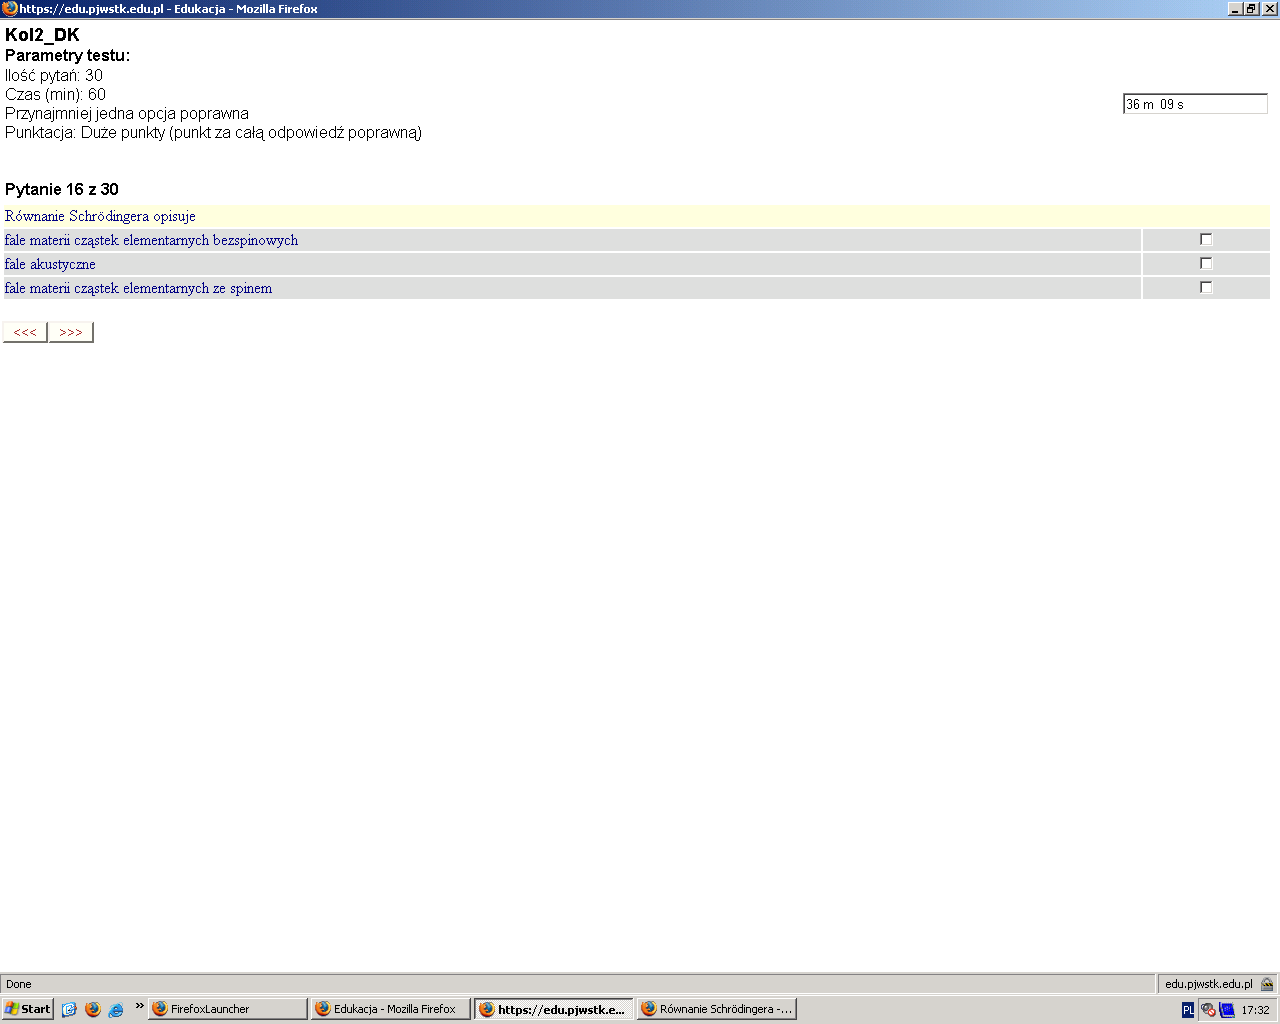 https://edu.pjwstk.edu.pl - Edukacja - Mozilla Firefox
Kol2_DK
Parametry testu:
Ilość pytań: 30
Czas (min): 60
36 m 09 s
Przynajmniej jedna opcja poprawna
Punktacja: Duże punkty (punkt za całą odpowiedź poprawną)
Pytanie 16 z 30
Równanie Schrödingera opisuje
fale materii cząstek elementarnych bezspinowych
fale akustyczne
fale materii cząstek elementarnych ze spinem
<<< >>>
Done
edu.pjwstk.edu.pl
Start » FirefoxLauncher Edukacja - Mozilla Firefox https://edu.pjwstk.e... Równanie Schrödingera -... PL 17:32